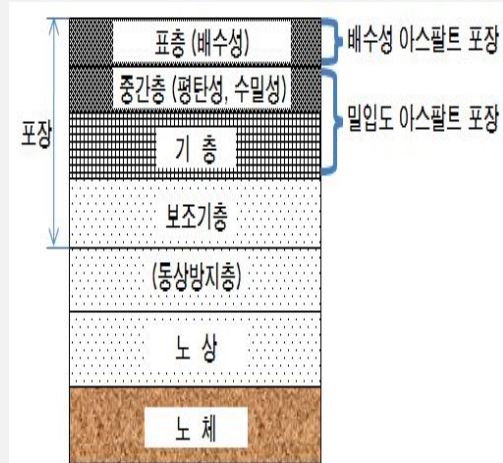 표층 (배수성)
배수성 아스팔트 포장
중간층 (평탄성, 수밀성)
밀입도 아스팔트 포장
포장
기 층
보조기층
(동상방지층)
노 상
노 체